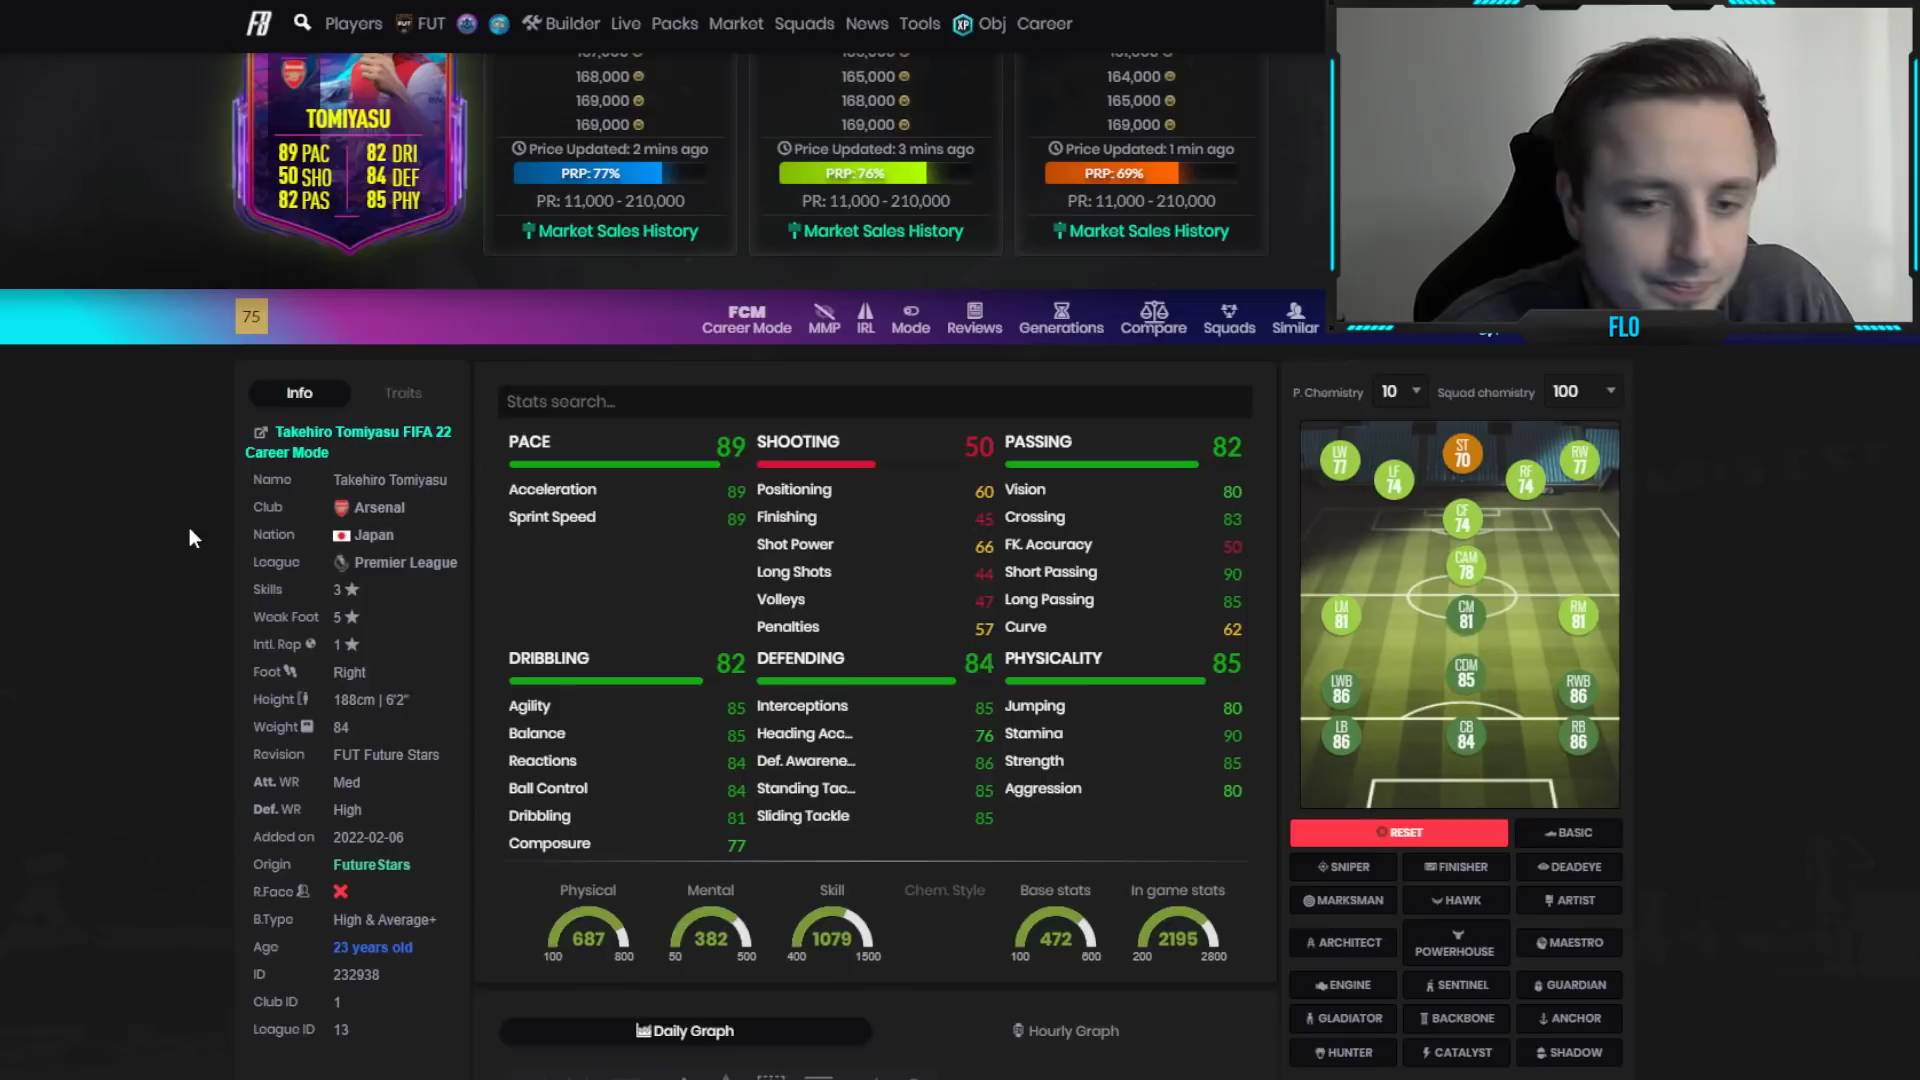 Players FUT Builder Live Packs Market Squads News Tools XP Obj Career
TOMIYASU
89 PAC 82 DRI
50 SHO 84 DEF
82 PAS 85 PHY
168,000
169,000
169,000
Price Updated: 2 mins ago
PRP: 77%
PR: 11,000 - 210,000
Market Sales History
165,000
168,000
169,000
Price Updated: 3 mins ago
PRP: 76%
PR: 11,000 - 210,000
Market Sales History
164,000
165,000
169,000
Price Updated: 1 min ago
PRP: 69%
PR: 11,000 - 210,000
Market Sales History
FLO
75
FCM
Career Mode MMP IRL Mode Reviews Generations Compare Squads Similar
Info Traits
Takehiro Tomiyasu FIFA 22
Career Mode
Name Takehiro Tomiyasu
Club Arsenal
Nation Japan
League Premier League
Skills 3
Weak Foot 5
Intl. Rep 1
Foot Right
Height 188cm | 6'2"
Weight 84
Revision FUT Future Stars
Att. WR Med
Def. WR High
Added on 2022-02-06
Origin FutureStars
R.Face
B.Type High & Average+
Age 23 years old
ID 232938
Club ID 1
League ID 13
Stats search...
PACE 89
Acceleration 89
Sprint Speed 89
SHOOTING 50
Positioning 60
Finishing 45
Shot Power 66
Long Shots 44
Volleys 47
Penalties 57
PASSING 82
Vision 80
Crossing 83
FK. Accuracy 50
Short Passing 90
Long Passing 85
Curve 62
DRIBBLING 82
Agility 85
Balance 85
Reactions 84
Ball Control 84
Dribbling 81
Composure 77
DEFENDING 84
Interceptions 85
Heading Acc... 76
Def. Awarene... 86
Standing Tac... 85
Sliding Tackle 85
PHYSICALITY 85
Jumping 80
Stamina 90
Strength 85
Aggression 80
Physical Mental Skill Chem. Style Base stats In game stats
687 382 1079 472 2195
100 800 50 500 400 1500 100 600 200 2800
Daily Graph Hourly Graph
P. Chemistry 10 Squad chemistry 100
LW 77
ST 70
RW 77
LF 74
RF 74
CF 74
CAM 78
LM 81
CM 81
RM 81
LWB 86
CDM 85
RWB 86
LB 86
CB 84
RB 86
RESET BASIC
SNIPER FINISHER DEADEYE
MARKSMAN HAWK ARTIST
ARCHITECT POWERHOUSE MAESTRO
ENGINE SENTINEL GUARDIAN
GLADIATOR BACKBONE ANCHOR
HUNTER CATALYST SHADOW